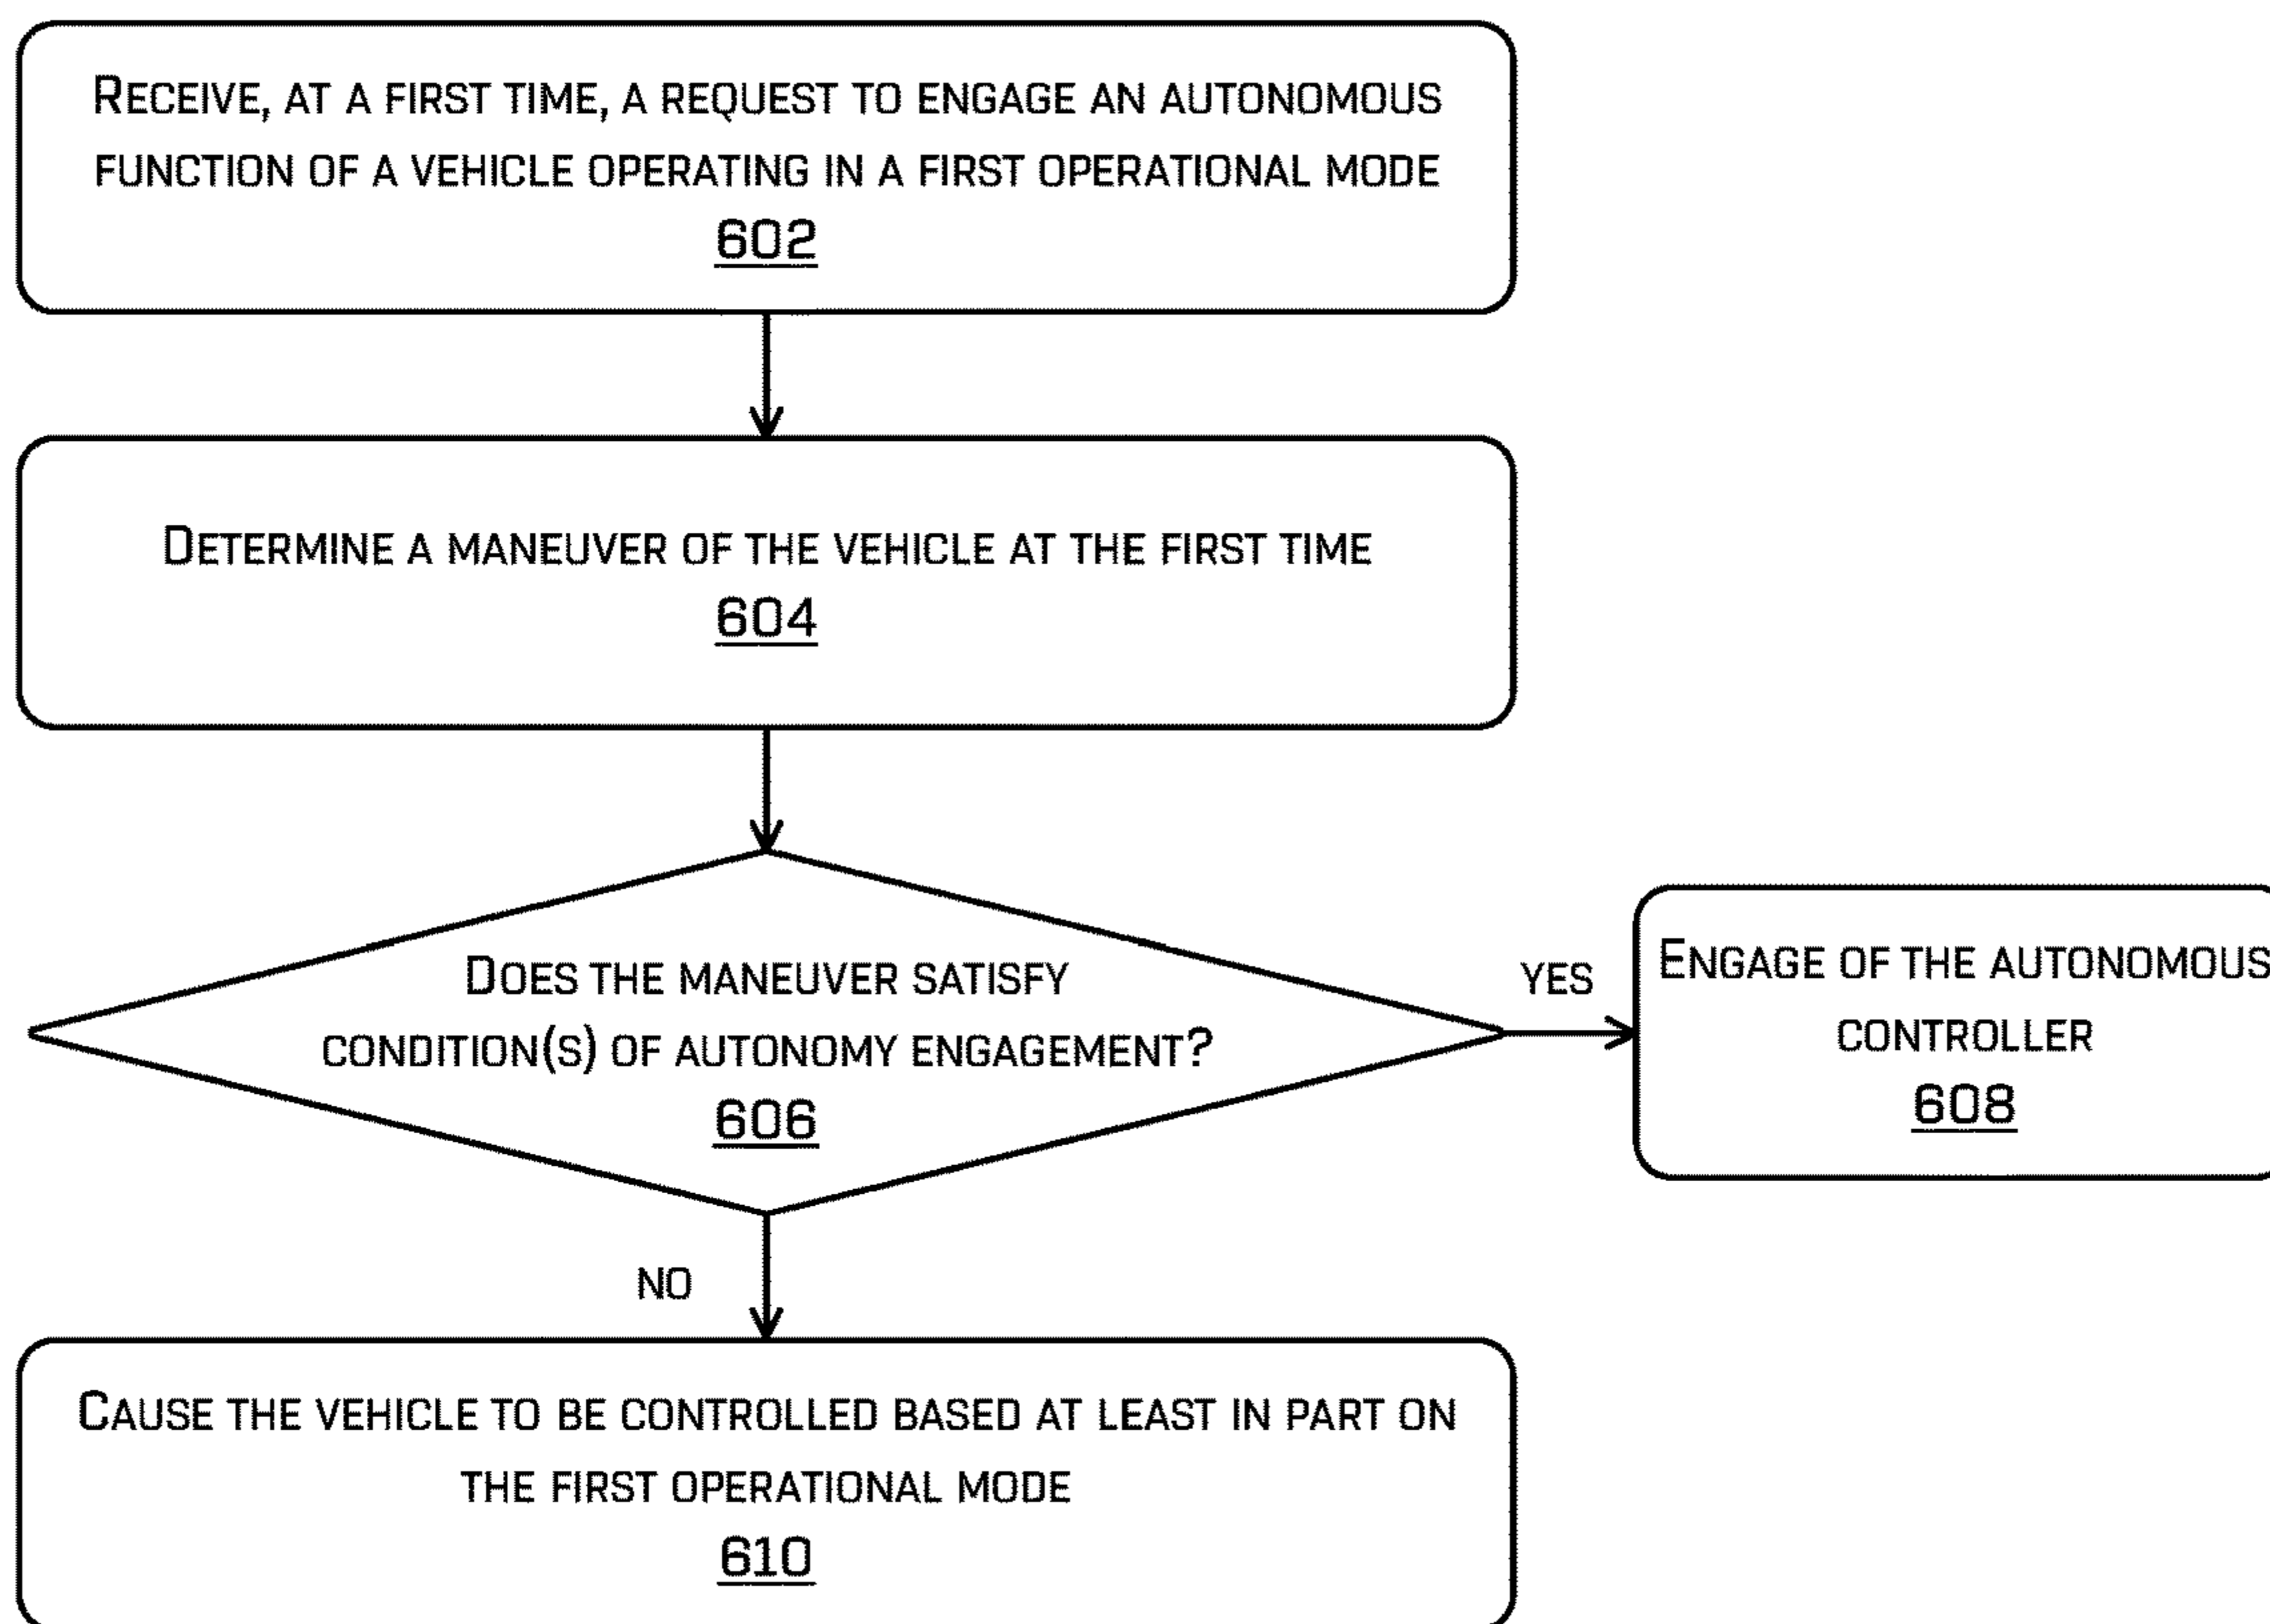 Receive, at a first time, a request to engage an autonomous
function of a vehicle operating in a first operational mode
602
Determine a maneuver of the vehicle at the first time
604
Does the maneuver satisfy
condition(s) of autonomy engagement?
606
YES
Engage of the autonomous
controller
608
NO
Cause the vehicle to be controlled based at least in part on
the first operational mode
610